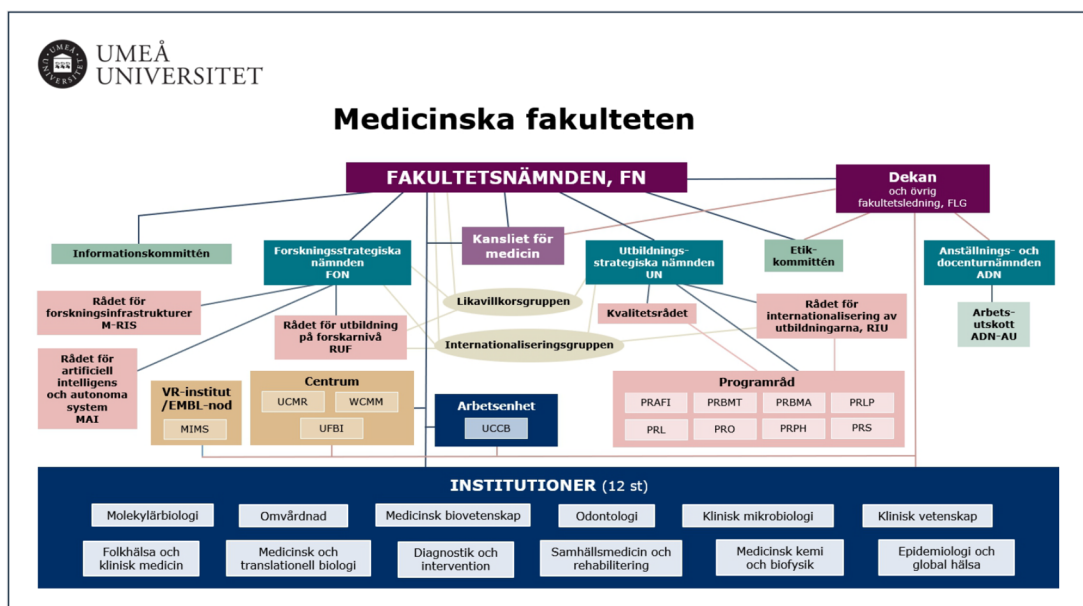 UMEÅ
UNIVERSITET
Medicinska fakulteten
FAKULTETSNÄMNDEN, FN
Dekan
och övrig
fakultetsledning, FLG
Informationskommittén
Forskningsstrategiska
nämnden
FON
Kansliet för
medicin
Utbildnings-
strategiska nämnden
UN
Etik-
kommittén
Anställnings- och
docenturnämnden
ADN
Likavillkorsgruppen
Internationaliseringsgruppen
Rådet för
forskningsinfrastrukturer
M-RIS
Rådet för utbildning
på forskarnivå
RUF
Kvalitetsrådet
Rådet för
internationalisering av
utbildningarna, RIU
Arbets-
utskott
ADN-AU
Rådet för
artificiell
intelligens
och autonoma
system
MAI
VR-institut
/EMBL-nod
MIMS
Centrum
UCMR
WCMM
UFBI
Arbetsenhet
UCCB
Programråd
PRAFI
PRBMT
PRBMA
PRLP
PRL
PRO
PRPH
PRS
INSTITUTIONER (12 st)
Molekylärbiologi
Omvårdnad
Medicinsk biovetenskap
Odontologi
Klinisk mikrobiologi
Klinisk vetenskap
Folkhälsa och
klinisk medicin
Medicinsk och
translationell biologi
Diagnostik och
intervention
Samhällsmedicin och
rehabilitering
Medicinsk kemi
och biofysik
Epidemiologi och
global hälsa